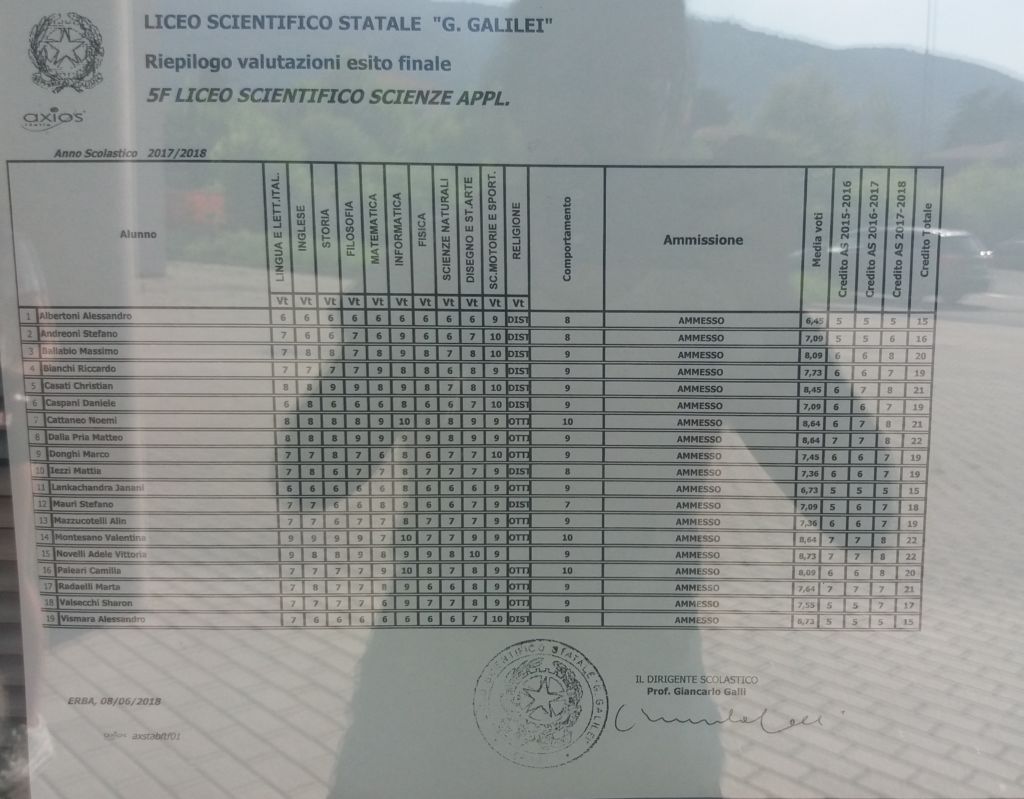 LICEO SCIENTIFICO STATALE "G. GALILEI"
Riepilogo valutazioni esito finale
5F LICEO SCIENTIFICO SCIENZE APPL.
axios
Anno Scolastico 2017/2018
Alunno LINGUA E LETT.ITAL. INGLESE STORIA FILOSOFIA MATEMATICA INFORMATICA FISICA SCIENZE NATURALI DISEGNO E ST.ARTE SC.MOTORIE E SPORT. RELIGIONE Comportamento Ammissione Media voti Credito AS 2015-2016 Credito AS 2016-2017 Credito AS 2017-2018 Credito Totale
Vt Vt Vt Vt Vt Vt Vt Vt Vt Vt Vt
1 Albertoni Alessandro 6 6 6 6 6 6 6 6 6 9 DIST 8 AMMESSO 6,45 5 5 5 15
2 Andreoni Stefano 7 6 6 7 6 9 6 6 7 10 DIST 8 AMMESSO 7,09 5 5 6 16
3 Ballabio Massimo 7 8 8 7 8 9 8 7 8 10 DIST 9 AMMESSO 8,09 6 6 8 20
4 Bianchi Riccardo 7 7 7 7 9 8 8 6 8 9 DIST 9 AMMESSO 7,73 6 6 7 19
5 Casati Christian 8 8 9 9 8 9 8 7 8 10 DIST 9 AMMESSO 8,45 6 7 8 21
6 Caspani Daniele 6 8 6 6 6 8 6 6 7 10 DIST 9 AMMESSO 7,09 6 6 7 19
7 Cattaneo Noemi 8 8 8 8 9 10 8 8 9 9 OTTI 10 AMMESSO 8,64 6 7 8 21
8 Dalla Pria Matteo 8 8 8 9 9 9 9 8 9 9 OTTI 9 AMMESSO 8,64 7 7 8 22
9 Donghi Marco 7 7 8 7 6 8 6 7 7 10 OTTI 9 AMMESSO 7,45 6 6 7 19
10 Iezzi Mattia 7 8 6 7 7 8 7 7 7 9 DIST 8 AMMESSO 7,36 6 6 7 19
11 Lankachandra Janani 6 6 6 6 6 8 6 6 6 9 OTTI 9 AMMESSO 6,73 5 5 5 15
12 Mauri Stefano 7 7 6 6 8 9 6 6 7 9 DIST 7 AMMESSO 7,09 5 6 7 18
13 Mazzucotelli Alin 7 7 6 7 7 8 7 7 7 9 OTTI 9 AMMESSO 7,36 6 6 7 19
14 Montesano Valentina 9 9 9 9 7 10 7 7 9 9 OTTI 10 AMMESSO 8,64 7 7 8 22
15 Novelli Adele Vittoria 9 8 8 9 8 9 9 8 10 9 9 AMMESSO 8,73 7 7 8 22
16 Paleari Camilla 7 7 7 7 9 10 8 7 8 9 OTTI 10 AMMESSO 8,09 6 6 8 20
17 Radaelli Marta 7 8 7 7 8 9 6 6 8 9 OTTI 9 AMMESSO 7,64 7 7 7 21
18 Valsecchi Sharon 7 7 7 7 6 9 7 7 8 9 OTTI 9 AMMESSO 7,55 5 5 7 17
19 Vismara Alessandro 7 6 6 6 6 6 6 6 7 10 DIST 8 AMMESSO 6,73 5 5 5 15
IL DIRIGENTE SCOLASTICO
Prof. Giancarlo Galli
ERBA, 08/06/2018
axios axstabftf01